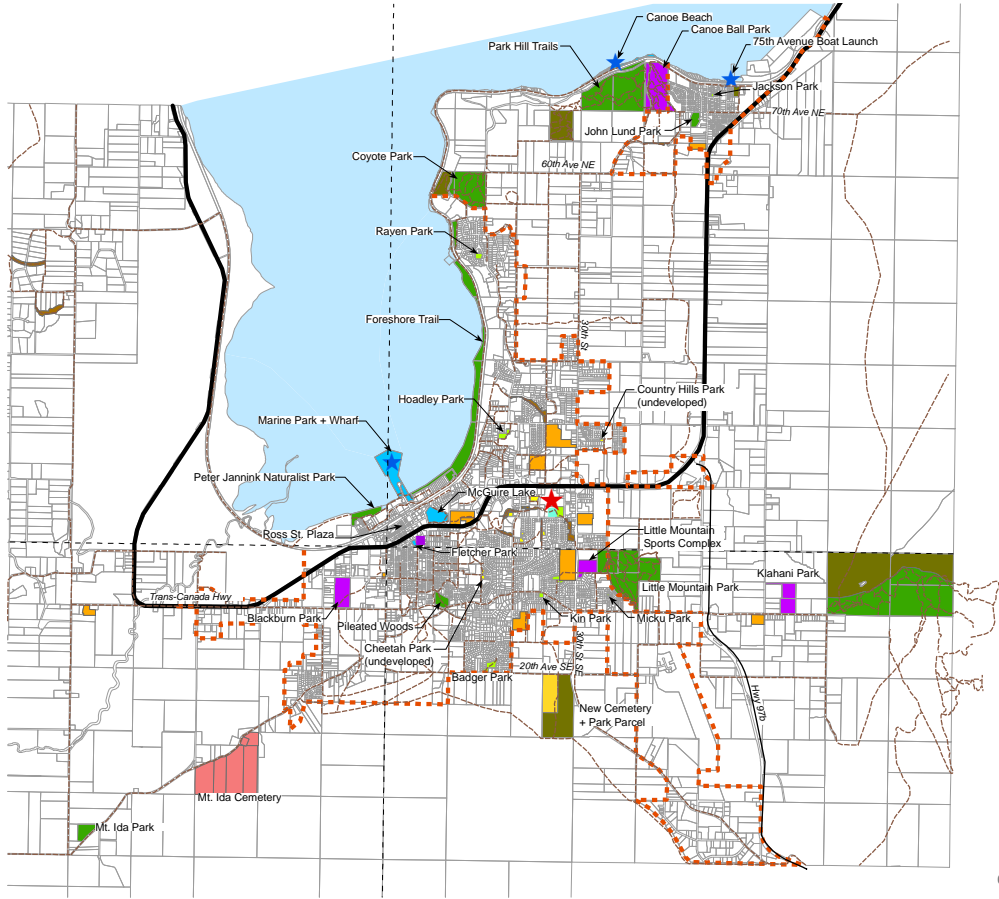 Canoe Beach
Canoe Ball Park
75th Avenue Boat Launch
Park Hill Trails
Jackson Park
70th Ave NE
John Lund Park
60th Ave NE
Coyote Park
Raven Park
Foreshore Trail
30th St
Country Hills Park
(undeveloped)
Hoadley Park
Marine Park + Wharf
Peter Jannink Naturalist Park
McGuire Lake
Ross St. Plaza
Little Mountain
Sports Complex
Fletcher Park
Klahani Park
Little Mountain Park
Trans-Canada Hwy
Blackburn Park
Pileated Woods
Kin Park
Micku Park
Cheetah Park
(undeveloped)
30th St SE
20th Ave SE
Badger Park
New Cemetery
+ Park Parcel
Hwy 97b
Mt. Ida Cemetery
Mt. Ida Park